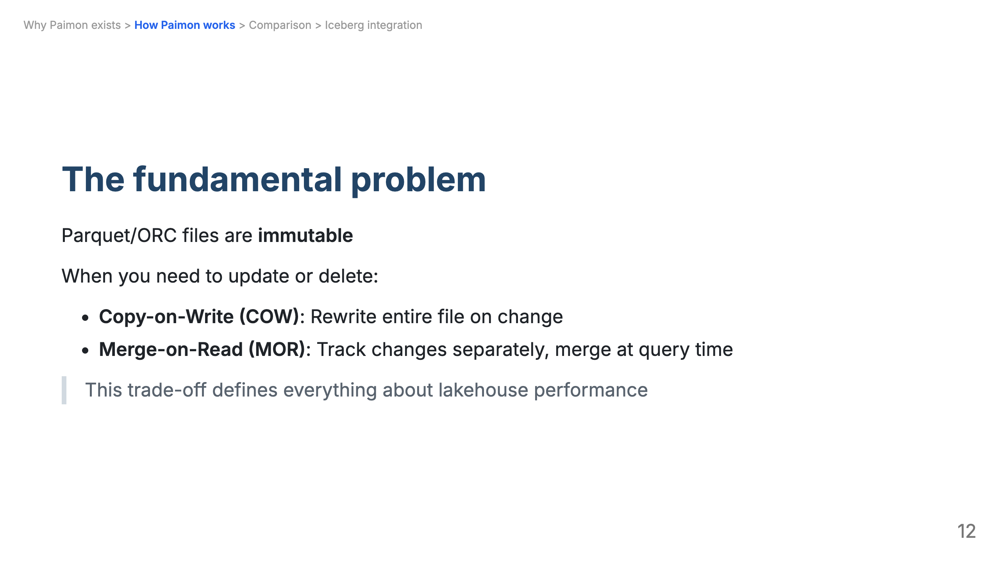 Why Paimon exists > How Paimon works > Comparison > Iceberg integration
The fundamental problem
Parquet/ORC files are immutable
When you need to update or delete:
• Copy-on-Write (COW): Rewrite entire file on change
• Merge-on-Read (MOR): Track changes separately, merge at query time
This trade-off defines everything about lakehouse performance
12